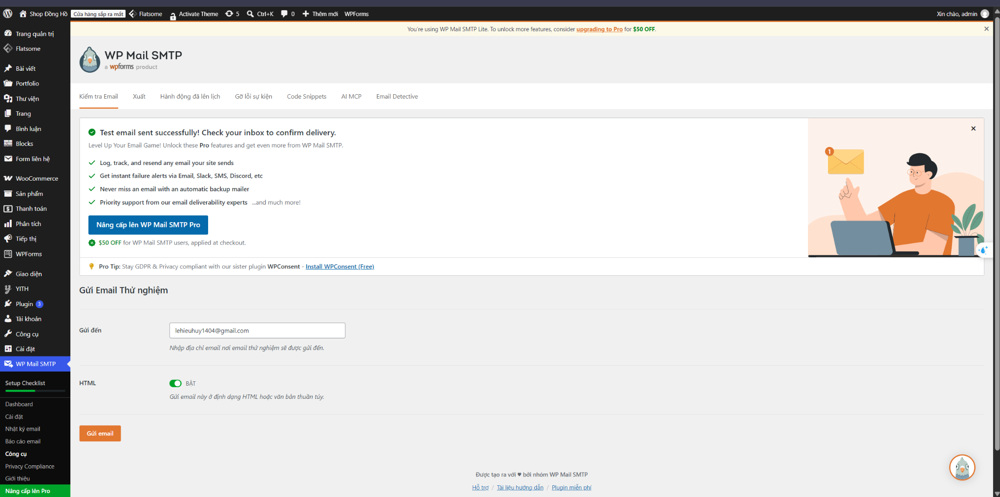 Shop Đồng Hồ Cửa hàng sắp ra mắt Flatsome Activate Theme 5 Ctrl+K 0 Thêm mới WPForms Xin chào, admin
You're using WP Mail SMTP Lite. To unlock more features, consider upgrading to Pro for $50 OFF.
Trang quản trị
Flatsome
Bài viết
Portfolio
Thư viện
Trang
Bình luận
Blocks
Form liên hệ
WooCommerce
Sản phẩm
Thanh toán
Phân tích
Tiếp thị
WPForms
Giao diện
YITH
Plugin 3
Tài khoản
Công cụ
Cài đặt
WP Mail SMTP
Setup Checklist
Dashboard
Cài đặt
Nhật ký email
Báo cáo email
Công cụ
Privacy Compliance
Giới thiệu
Nâng cấp lên Pro
WP Mail SMTP
a wpforms product
Kiểm tra Email Xuất Hành động đã lên lịch Gỡ lỗi sự kiện Code Snippets AI MCP Email Detective
Test email sent successfully! Check your inbox to confirm delivery.
Level Up Your Email Game! Unlock these Pro features and get even more from WP Mail SMTP.
Log, track, and resend any email your site sends
Get instant failure alerts via Email, Slack, SMS, Discord, etc
Never miss an email with an automatic backup mailer
Priority support from our email deliverability experts ...and much more!
Nâng cấp lên WP Mail SMTP Pro
$50 OFF for WP Mail SMTP users, applied at checkout.
1
Pro Tip: Stay GDPR & Privacy compliant with our sister plugin WPConsent - Install WPConsent (Free)
Gửi Email Thử nghiệm
Gửi đến
lehieuhuy1404@gmail.com
Nhập địa chỉ email nơi email thử nghiệm sẽ được gửi đến.
HTML
BẬT
Gửi email này ở định dạng HTML hoặc văn bản thuần túy.
Gửi email
Được tạo ra với ♥ bởi nhóm WP Mail SMTP
Hỗ trợ / Tài liệu hướng dẫn / Plugin miễn phí